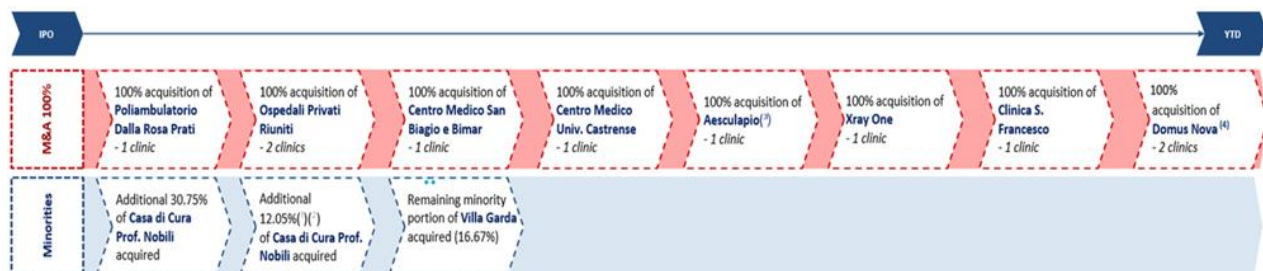 IPO
YTD
M&A 100%
100% acquisition of
Poliambulatorio
Dalla Rosa Prati
- 1 clinic
100% acquisition of
Ospedali Privati
Riuniti
- 2 clinics
100% acquisition of
Centro Medico San
Biagio e Bimar
- 1 clinic
100% acquisition of
Centro Medico
Univ. Castrense
- 1 clinic
100% acquisition of
Aesculapio(³)
- 1 clinic
100% acquisition of
Xray One
- 1 clinic
100% acquisition of
Clinica S.
Francesco
- 1 clinic
100%
acquisition of
Domus Nova (4)
- 2 clinics
Minorities
Additional 30.75%
of Casa di Cura
Prof. Nobili
acquired
Additional
12.05%(¹)(²)
of Casa di Cura Prof.
Nobili acquired
Remaining minority
portion of Villa Garda
acquired (16.67%)